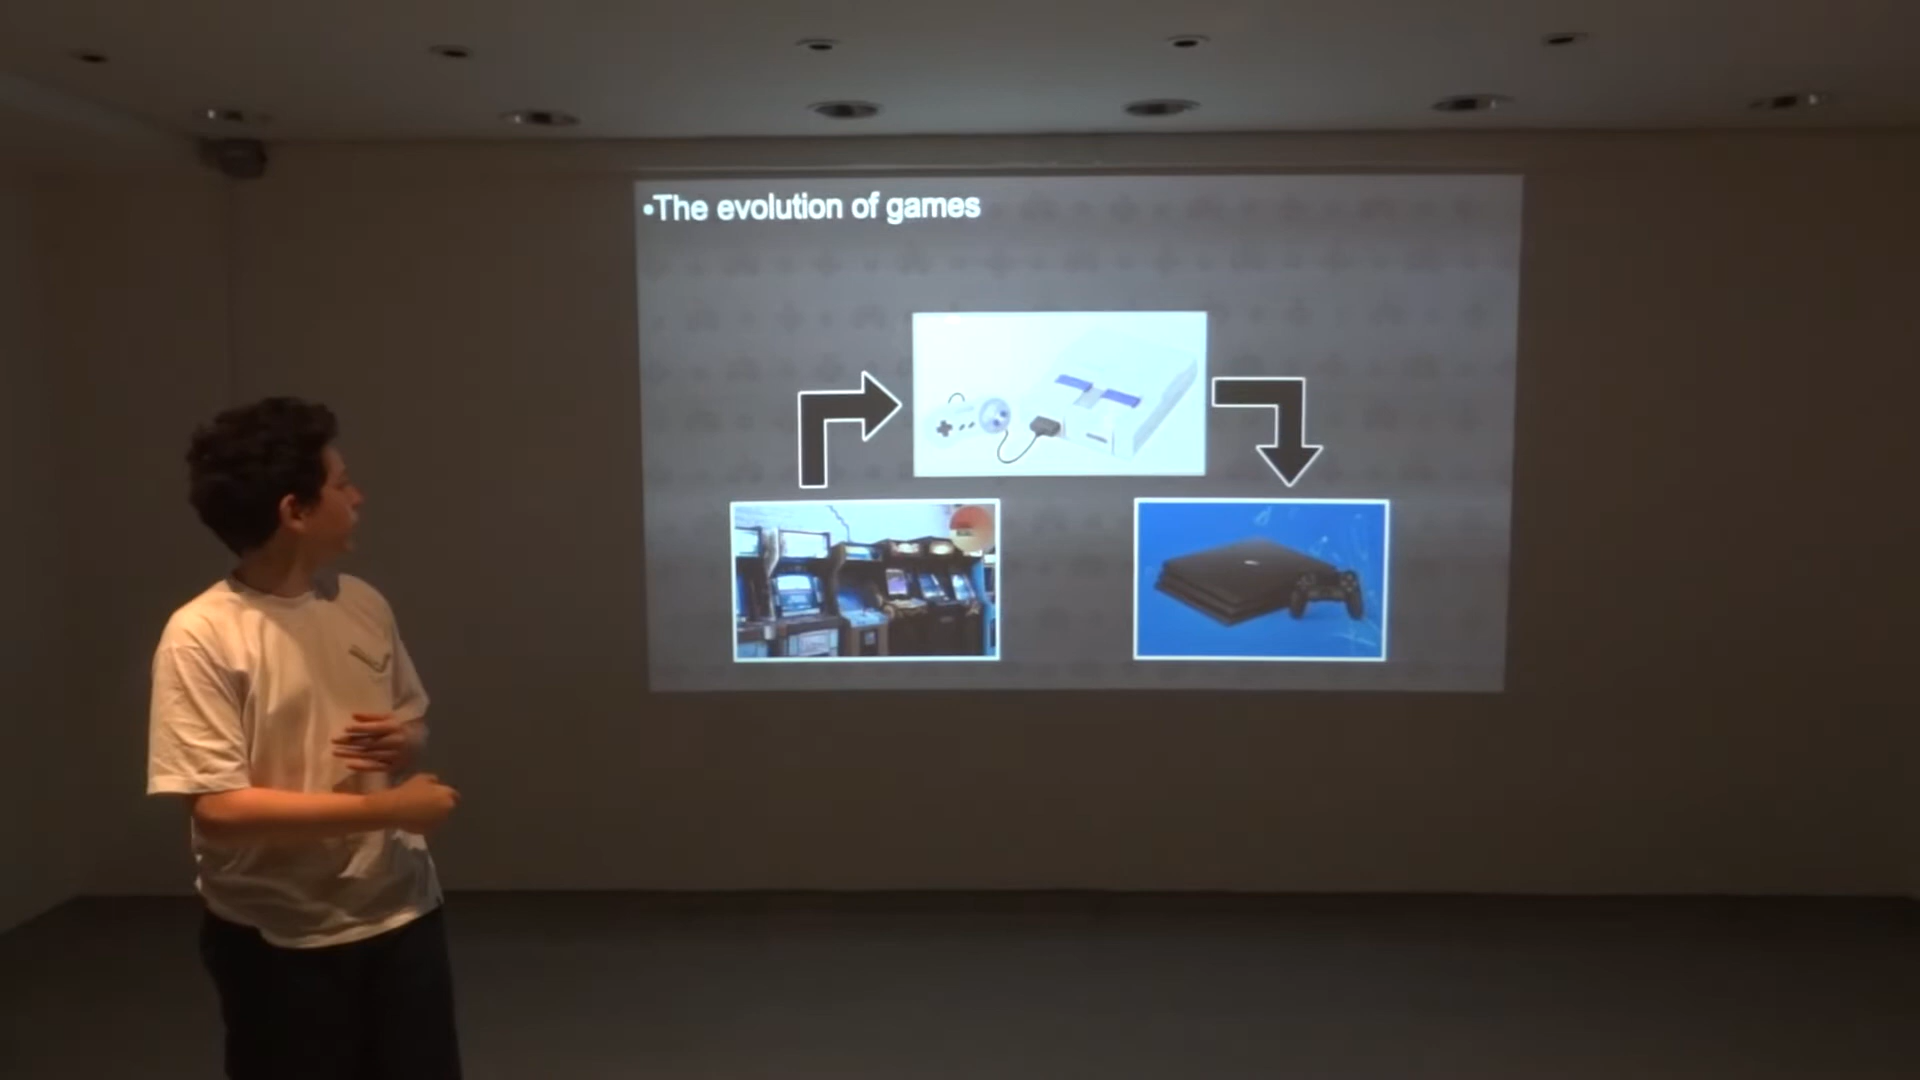 •The evolution of games